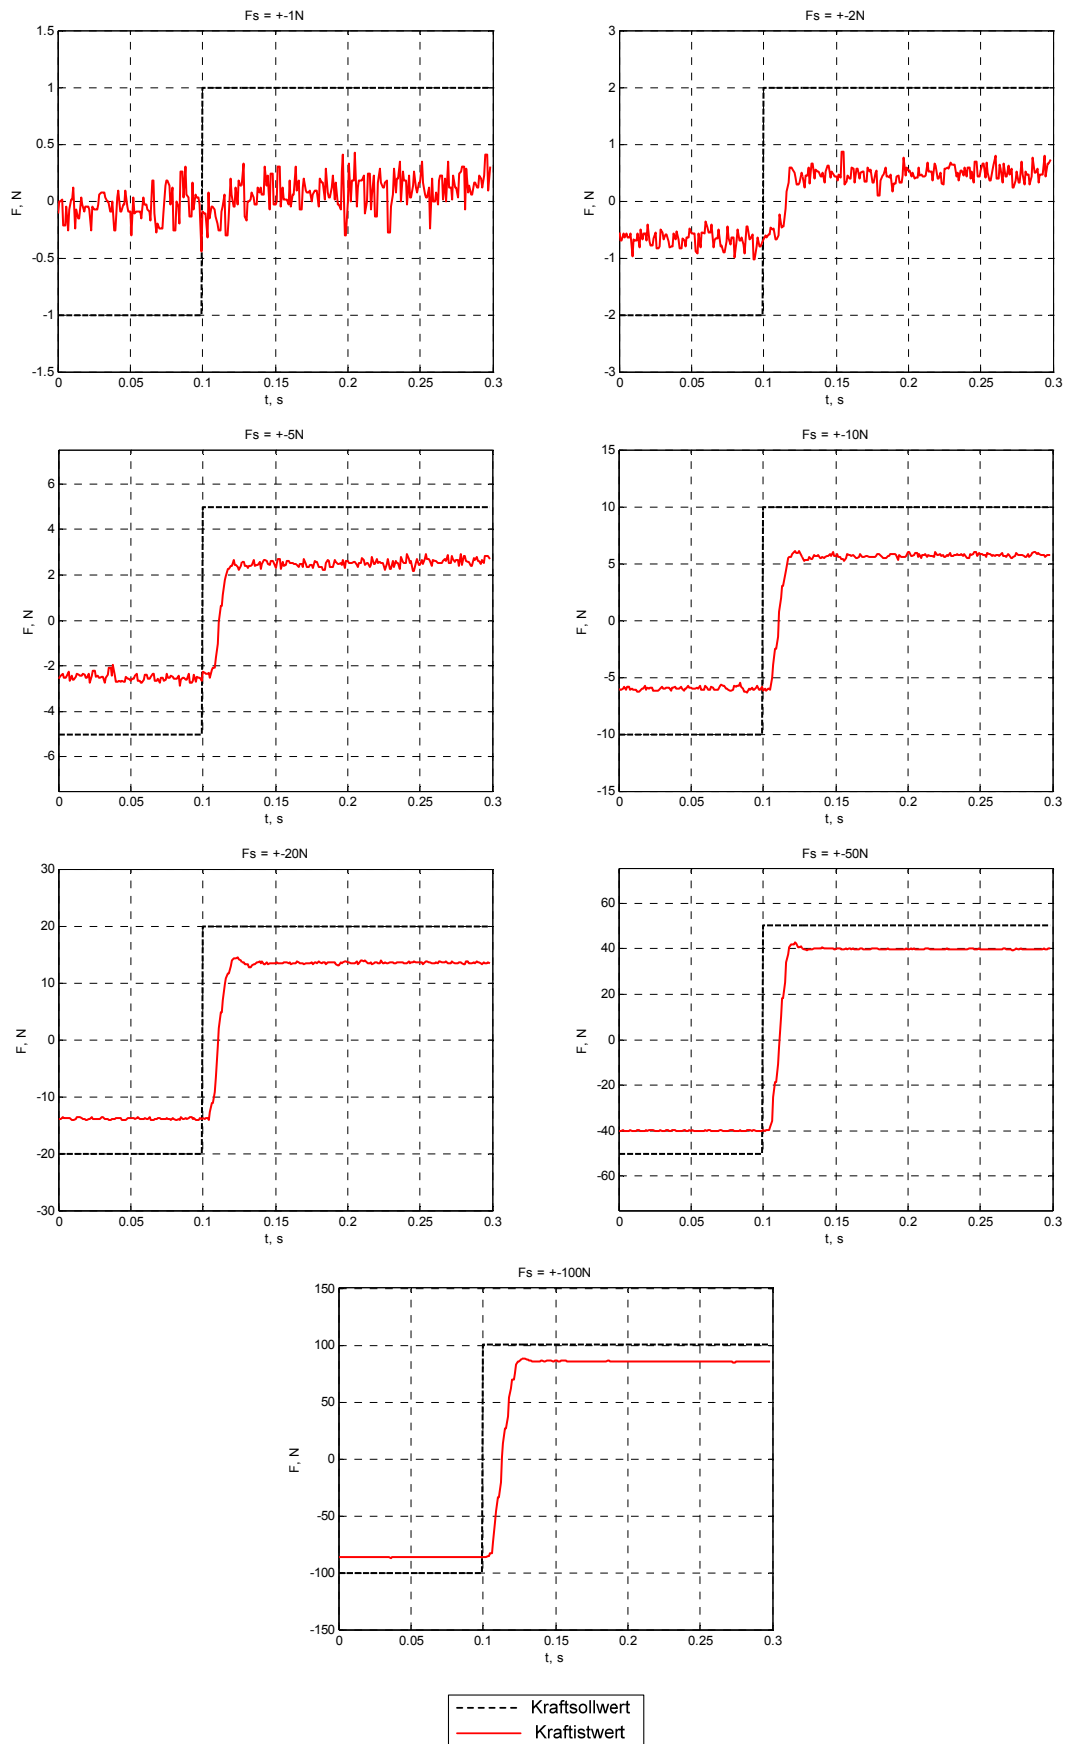 Fs = +-1N
1.5
1
0.5
0
-0.5
-1
-1.5
F, N
0 0.05 0.1 0.15 0.2 0.25 0.3
t, s
Fs = +-2N
3
2
1
0
-1
-2
-3
F, N
0 0.05 0.1 0.15 0.2 0.25 0.3
t, s
Fs = +-5N
6
4
2
0
-2
-4
-6
F, N
0 0.05 0.1 0.15 0.2 0.25 0.3
t, s
Fs = +-10N
15
10
5
0
-5
-10
-15
F, N
0 0.05 0.1 0.15 0.2 0.25 0.3
t, s
Fs = +-20N
30
20
10
0
-10
-20
-30
F, N
0 0.05 0.1 0.15 0.2 0.25 0.3
t, s
Fs = +-50N
60
40
20
0
-20
-40
-60
F, N
0 0.05 0.1 0.15 0.2 0.25 0.3
t, s
Fs = +-100N
150
100
50
0
-50
-100
-150
F, N
0 0.05 0.1 0.15 0.2 0.25 0.3
t, s
Kraftsollwert
Kraftistwert